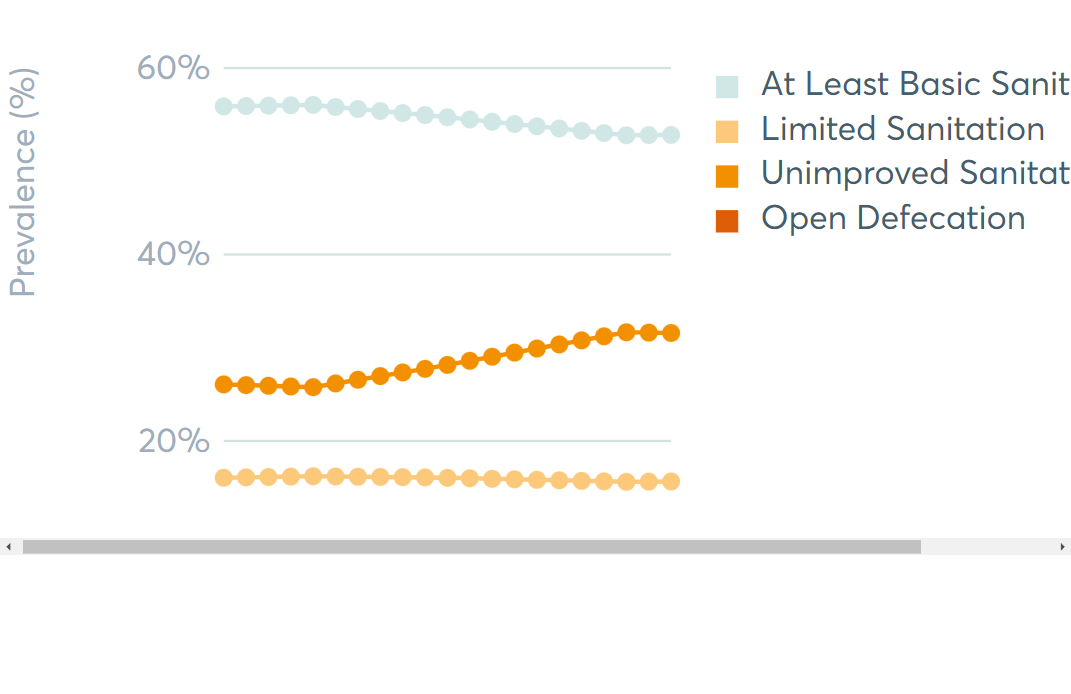 Prevalence (%)
60%
40%
20%
At Least Basic Sanit
Limited Sanitation
Unimproved Sanitat
Open Defecation